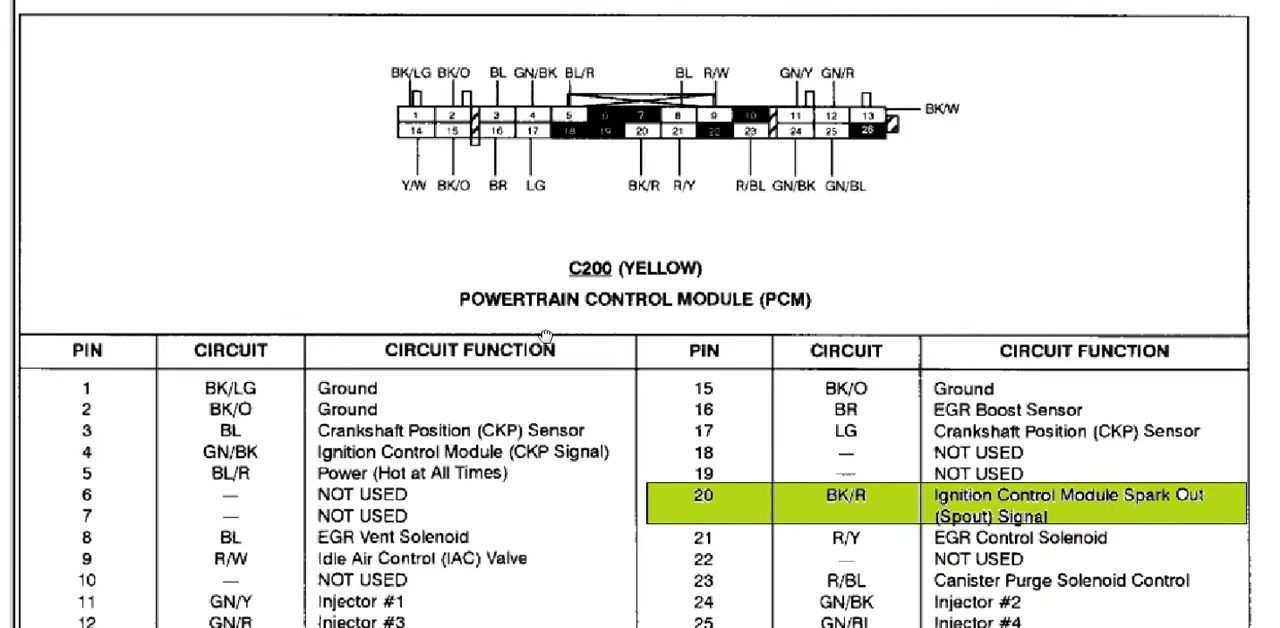 BK/LG BK/O BL GN/BK BL/R BL R/W GN/Y GN/R
BK/W
1 2 3 4 5 6 7 8 9 10 11 12 13
14 15 16 17 18 19 20 21 22 23 24 25 26
Y/W BK/O BR LG BK/R R/Y R/BL GN/BK GN/BL
C200 (YELLOW)
POWERTRAIN CONTROL MODULE (PCM)
PIN CIRCUIT CIRCUIT FUNCTION PIN CIRCUIT CIRCUIT FUNCTION
1 BK/LG Ground 15 BK/O Ground
2 BK/O Ground 16 BR EGR Boost Sensor
3 BL Crankshaft Position (CKP) Sensor 17 LG Crankshaft Position (CKP) Sensor
4 GN/BK Ignition Control Module (CKP Signal) 18 — NOT USED
5 BL/R Power (Hot at All Times) 19 — NOT USED
6 — NOT USED 20 BK/R Ignition Control Module Spark Out
7 — NOT USED (Spout) Signal
8 BL EGR Vent Solenoid 21 R/Y EGR Control Solenoid
9 R/W Idle Air Control (IAC) Valve 22 — NOT USED
10 — NOT USED 23 R/BL Canister Purge Solenoid Control
11 GN/Y Injector #1 24 GN/BK Injector #2
12 GN/R Injector #3 25 GN/BL Injector #4